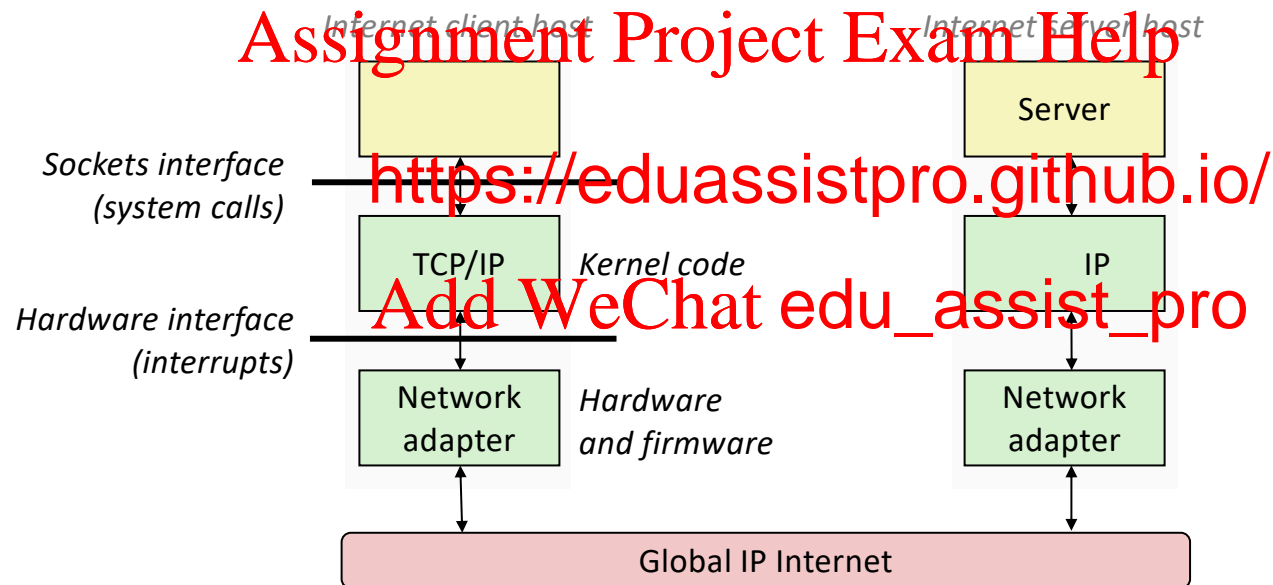 Internet client host
Internet server host
Assignment Project Exam Help
Server
Sockets interface
(system calls)
https://eduassistpro.github.io/
TCP/IP
Kernel code
IP
Add WeChat edu_assist_pro
Hardware interface
(interrupts)
Network
adapter
Hardware
and firmware
Network
adapter
Global IP Internet